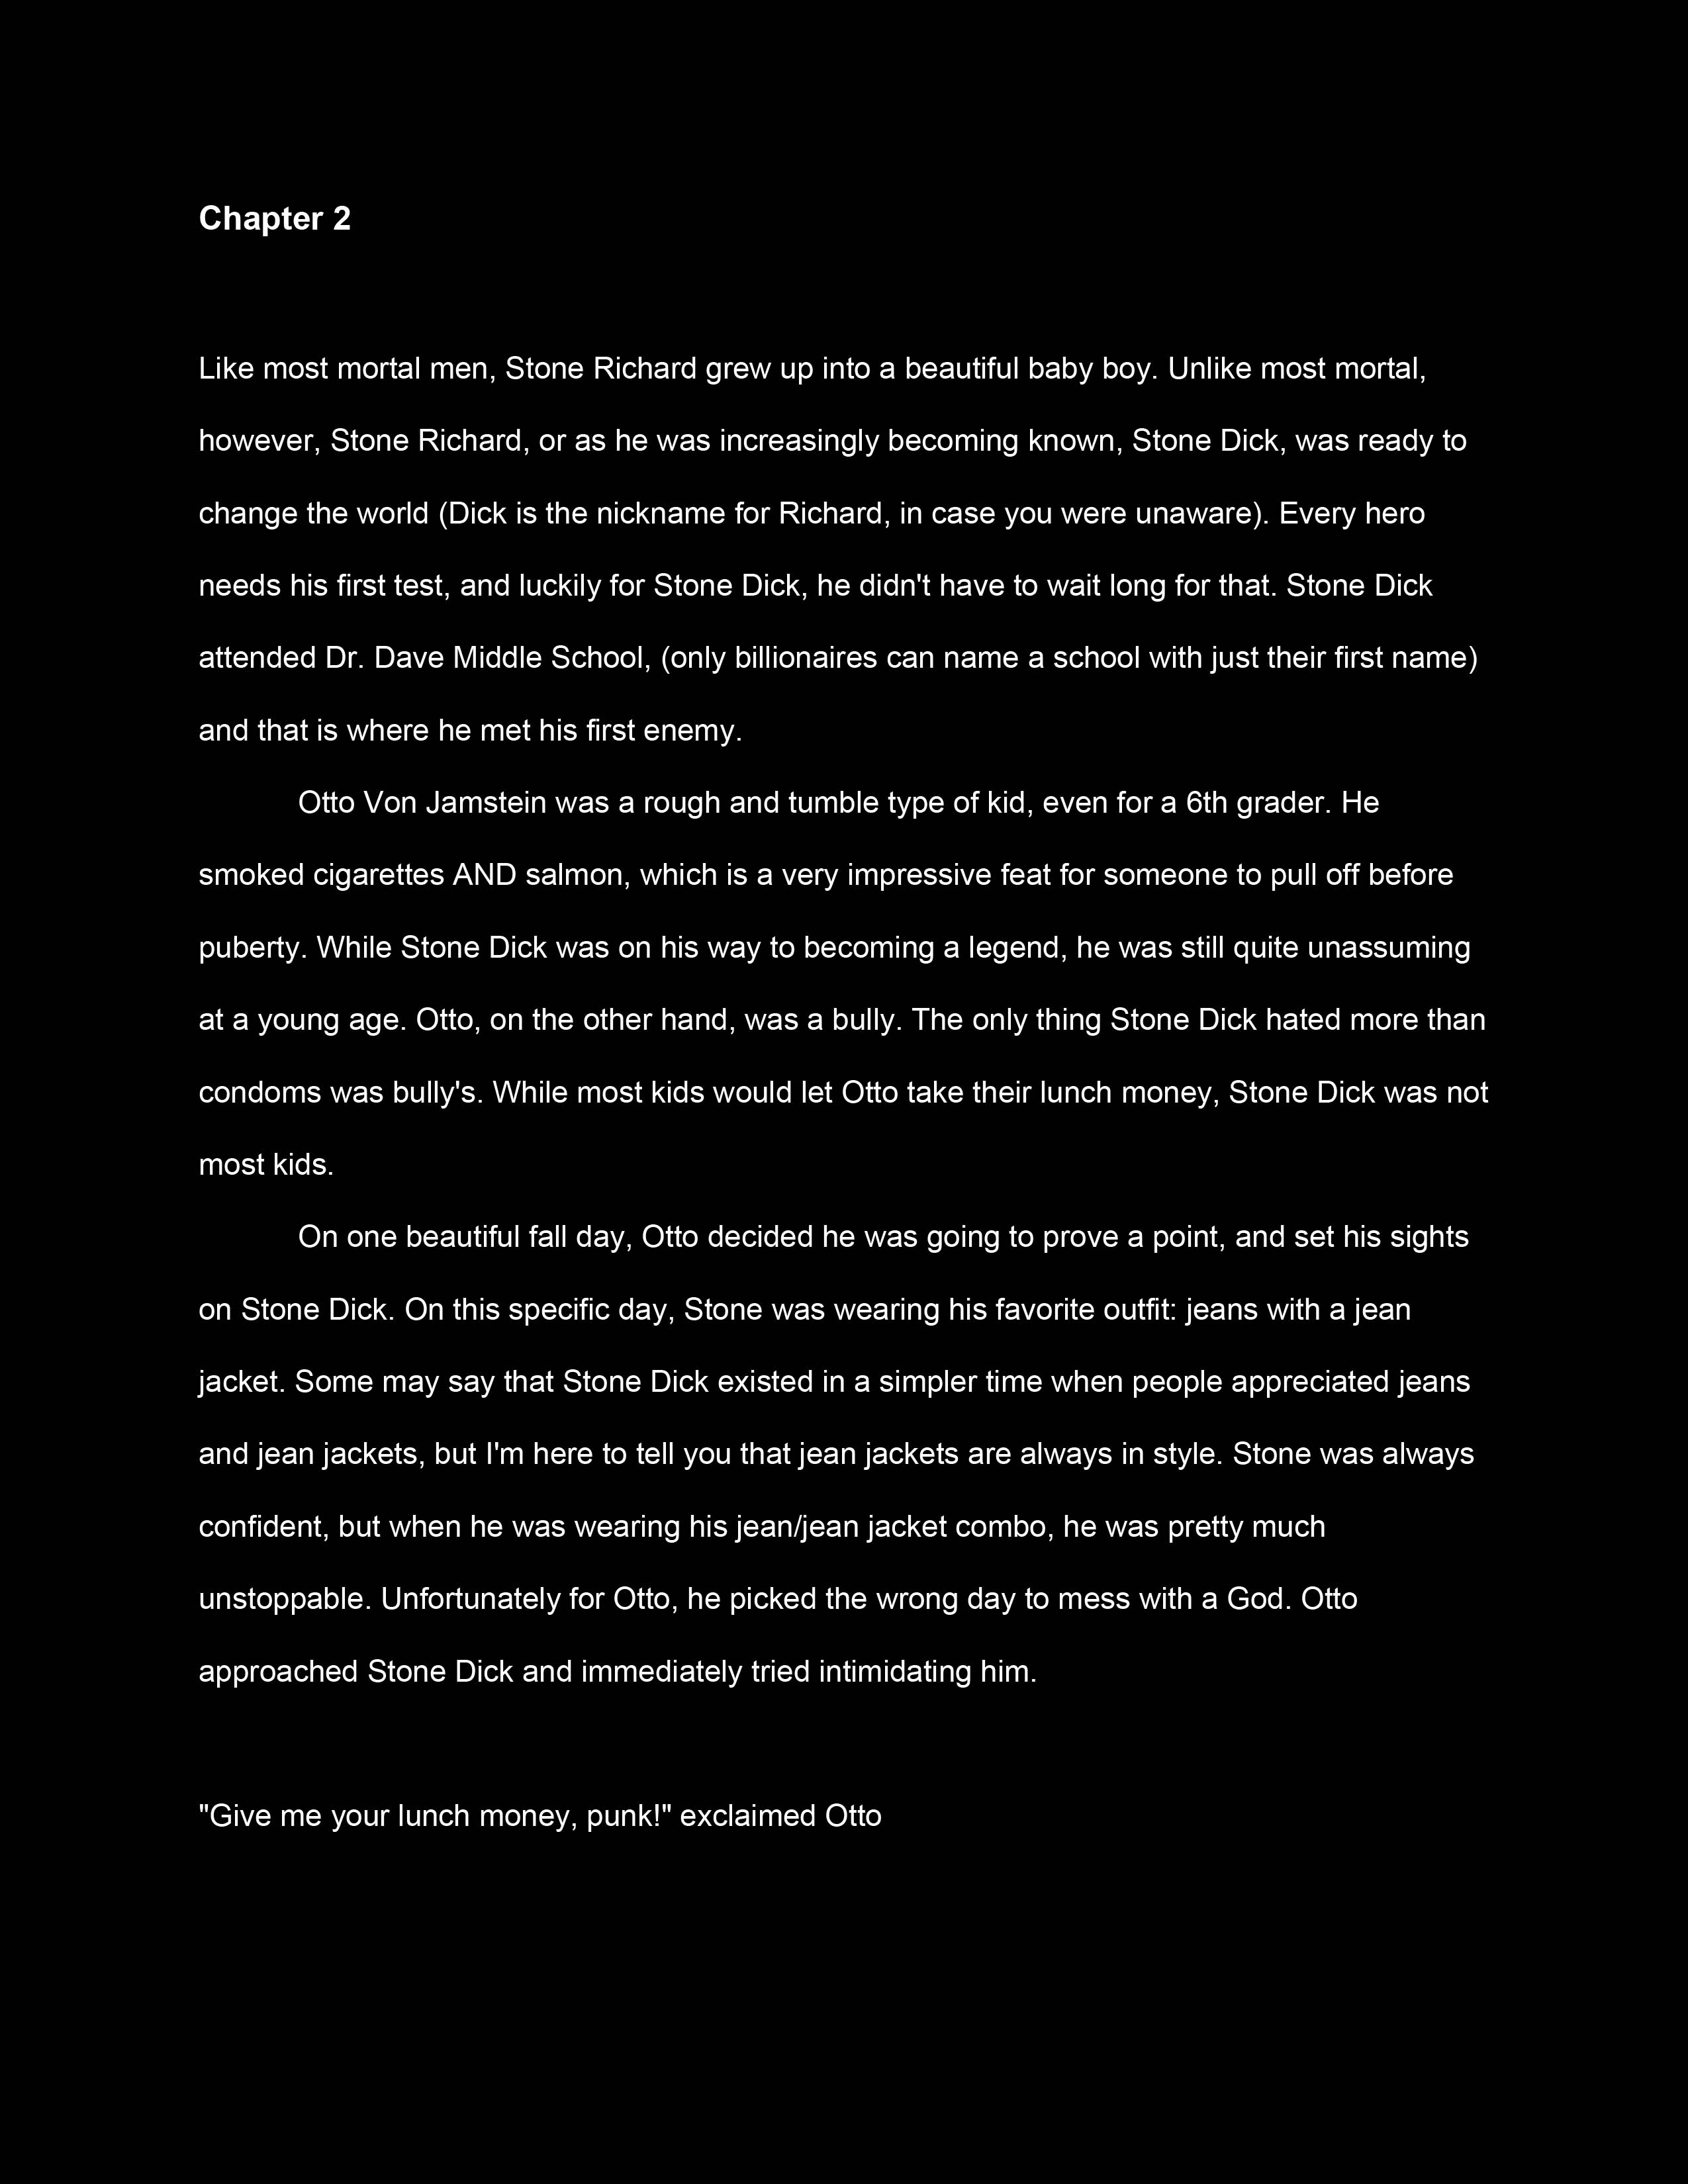 Chapter 2
Like most mortal men, Stone Richard grew up into a beautiful baby boy. Unlike most mortal,
however, Stone Richard, or as he was increasingly becoming known, Stone Dick, was ready to
change the world (Dick is the nickname for Richard, in case you were unaware). Every hero
needs his first test, and luckily for Stone Dick, he didn't have to wait long for that. Stone Dick
attended Dr. Dave Middle School, (only billionaires can name a school with just their first name)
and that is where he met his first enemy.
Otto Von Jamstein was a rough and tumble type of kid, even for a 6th grader. He
smoked cigarettes AND salmon, which is a very impressive feat for someone to pull off before
puberty. While Stone Dick was on his way to becoming a legend, he was still quite unassuming
at a young age. Otto, on the other hand, was a bully. The only thing Stone Dick hated more than
condoms was bully's. While most kids would let Otto take their lunch money, Stone Dick was not
most kids.
On one beautiful fall day, Otto decided he was going to prove a point, and set his sights
on Stone Dick. On this specific day, Stone was wearing his favorite outfit: jeans with a jean
jacket. Some may say that Stone Dick existed in a simpler time when people appreciated jeans
and jean jackets, but I'm here to tell you that jean jackets are always in style. Stone was always
confident, but when he was wearing his jean/jean jacket combo, he was pretty much
unstoppable. Unfortunately for Otto, he picked the wrong day to mess with a God. Otto
approached Stone Dick and immediately tried intimidating him.
"Give me your lunch money, punk!" exclaimed Otto